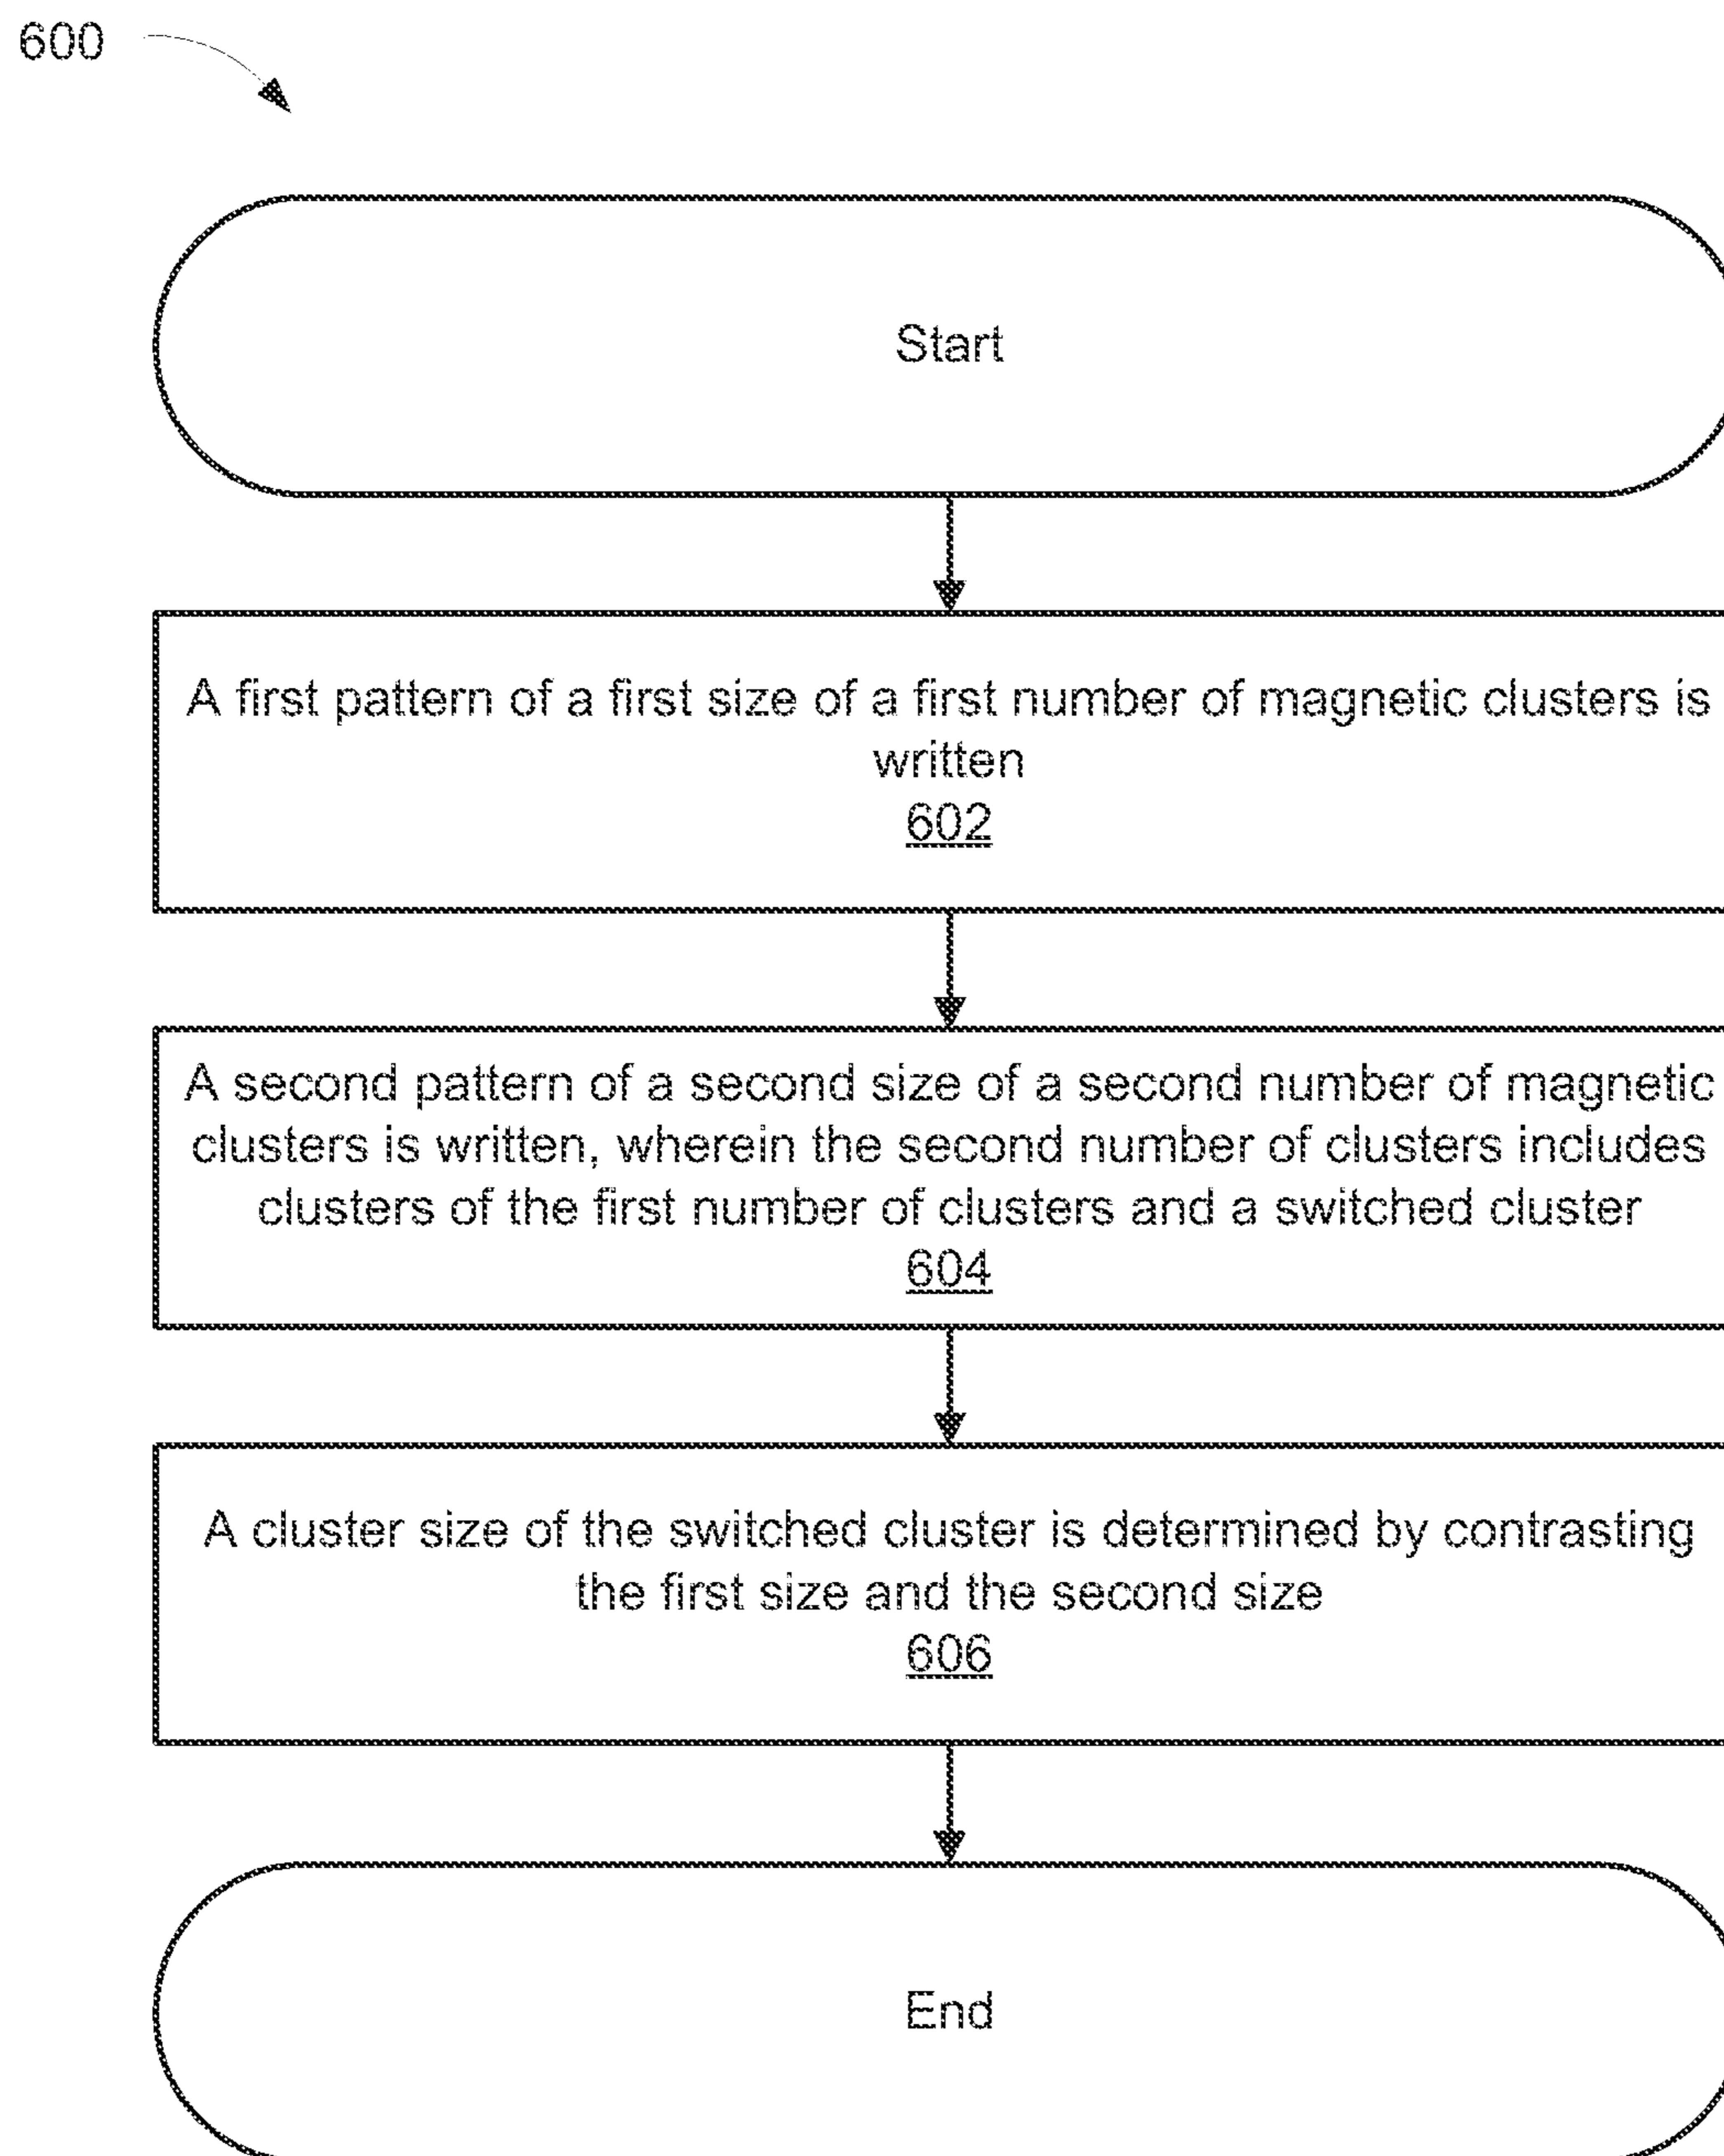 600
Start
A first pattern of a first size of a first number of magnetic clusters is
written
602
A second pattern of a second size of a second number of magnetic
clusters is written, wherein the second number of clusters includes
clusters of the first number of clusters and a switched cluster
604
A cluster size of the switched cluster is determined by contrasting
the first size and the second size
606
End